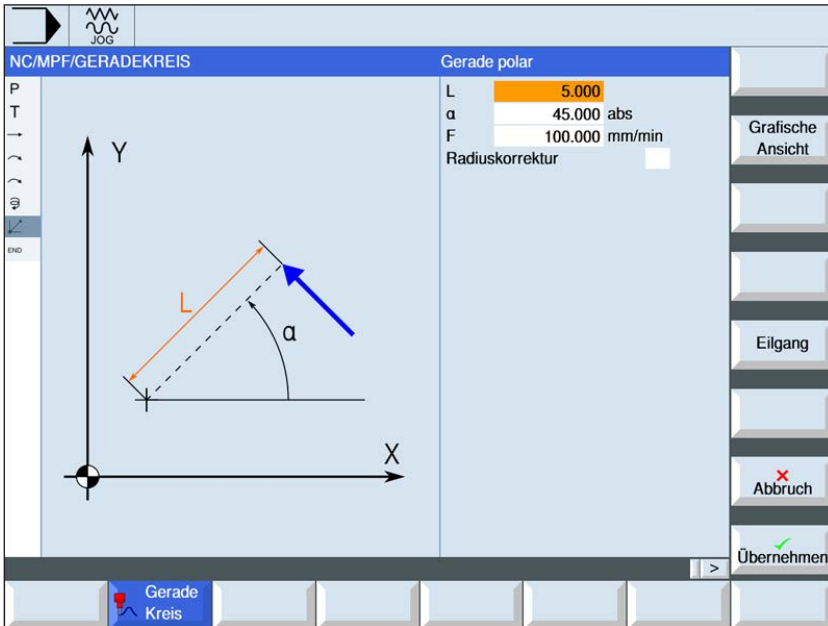 JOG
NC/MPF/GERADEKREIS
Gerade polar
P
T
END
Y
L
α
X
L 5.000
α 45.000 abs
F 100.000 mm/min
Radiuskorrektur
Grafische
Ansicht
Eilgang
Abbruch
Übernehmen
>
Gerade
Kreis